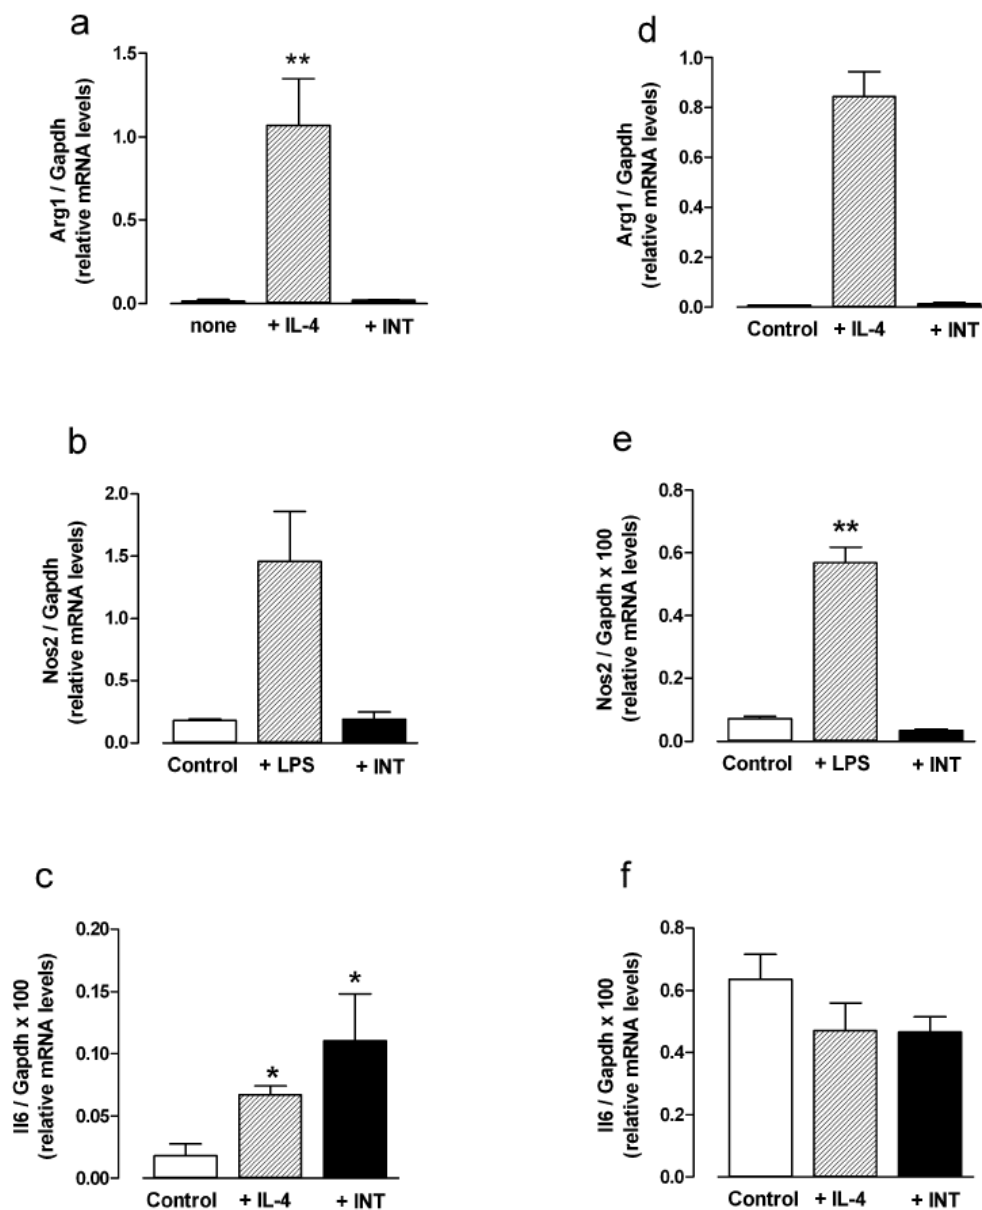 a
Arg1 / Gapdh
(relative mRNA levels)
1.5
1.0
0.5
0.0
**
none + IL-4 + INT
d
Arg1 / Gapdh
(relative mRNA levels)
1.0
0.8
0.6
0.4
0.2
0.0
Control + IL-4 + INT
b
Nos2 / Gapdh
(relative mRNA levels)
2.0
1.5
1.0
0.5
0.0
Control + LPS + INT
e
Nos2 / Gapdh x 100
(relative mRNA levels)
0.8
0.6
0.4
0.2
0.0
**
Control + LPS + INT
c
Il6 / Gapdh x 100
(relative mRNA levels)
0.20
0.15
0.10
0.05
0.00
*
*
Control + IL-4 + INT
f
Il6 / Gapdh x 100
(relative mRNA levels)
0.8
0.6
0.4
0.2
0.0
Control + IL-4 + INT